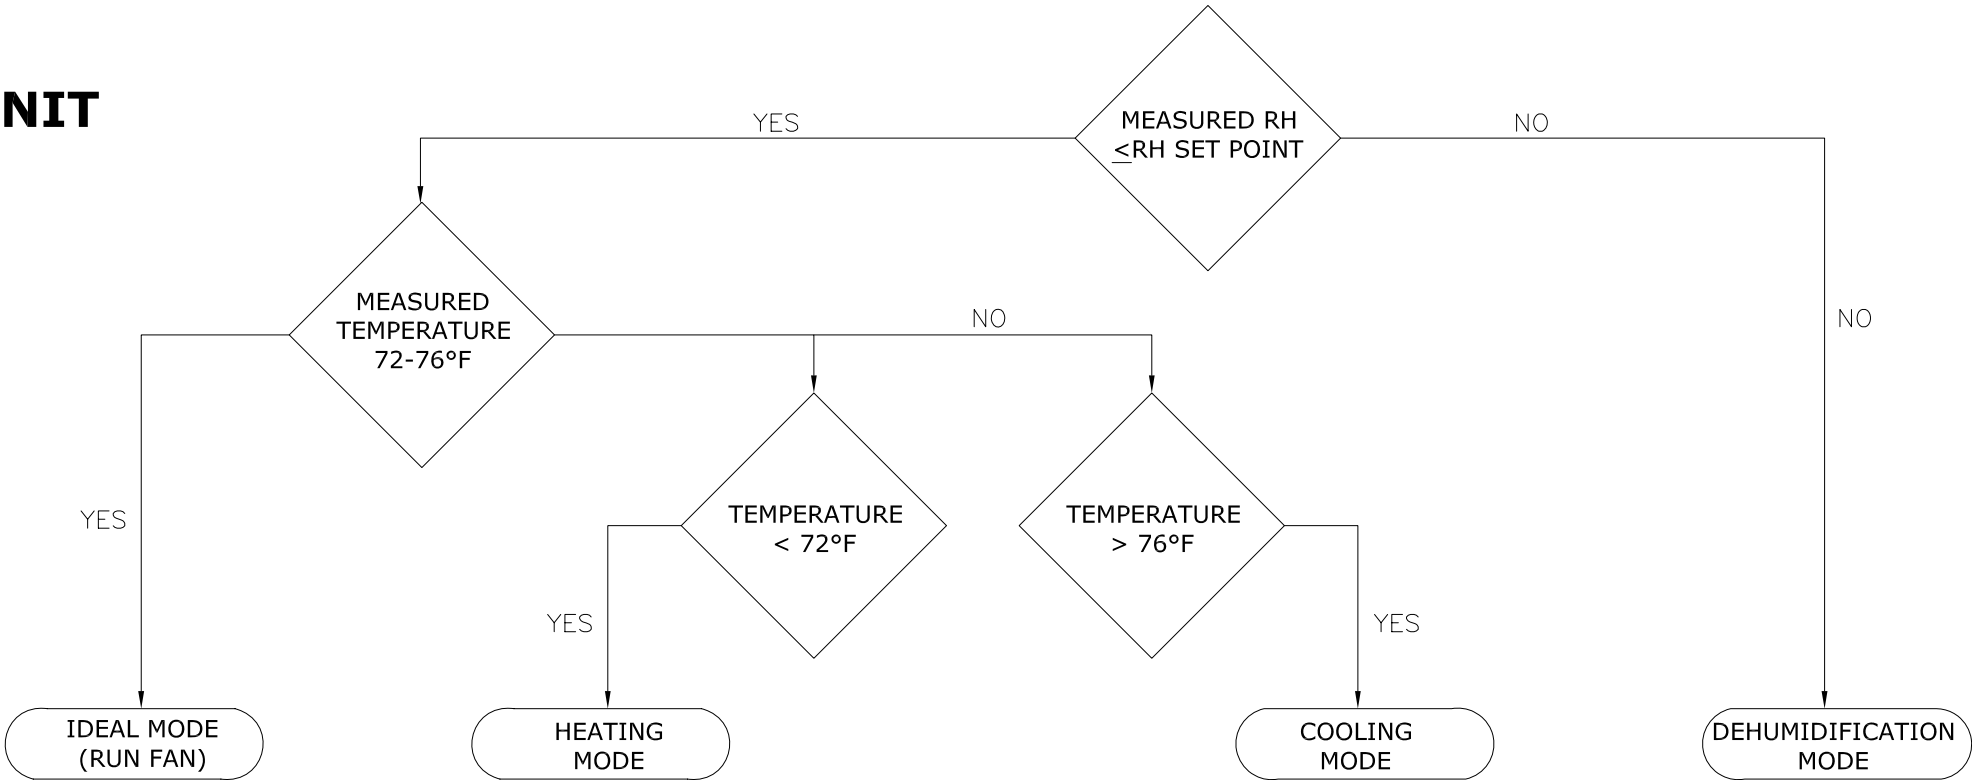 NIT
MEASURED RH
<RH SET POINT
YES
NO
MEASURED
TEMPERATURE
72-76°F
NO
NO
TEMPERATURE
< 72°F
TEMPERATURE
> 76°F
YES
YES
YES
IDEAL MODE
(RUN FAN)
HEATING
MODE
COOLING
MODE
DEHUMIDIFICATION
MODE